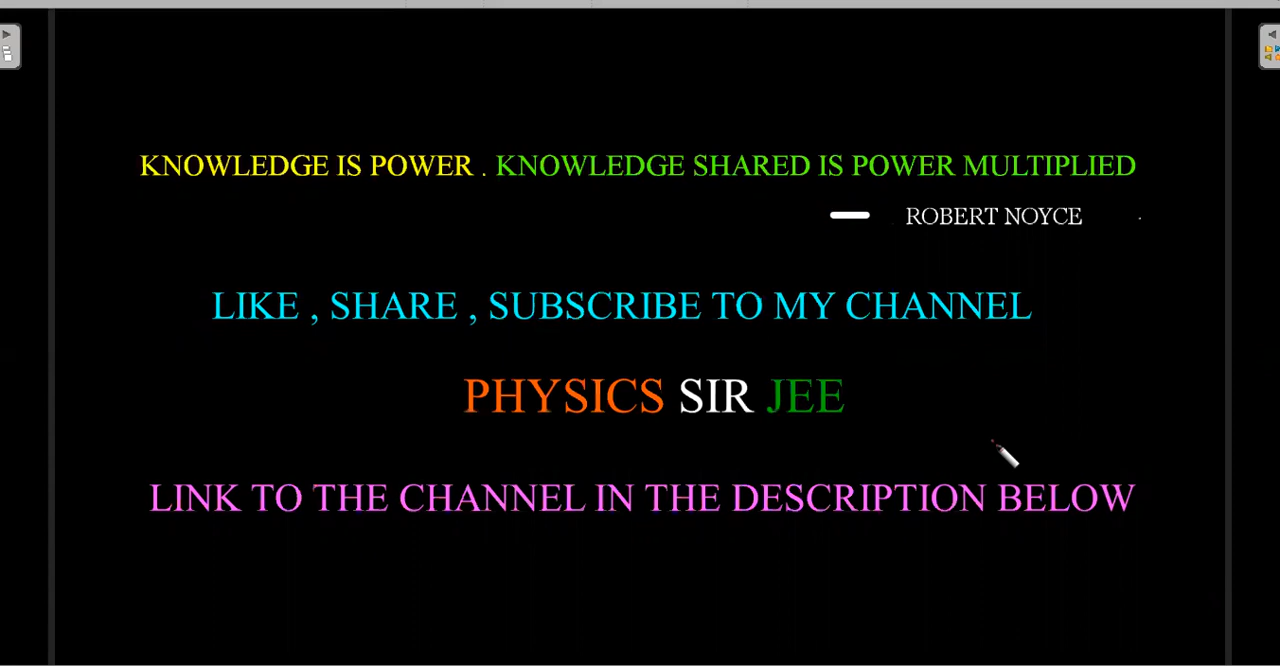 KNOWLEDGE IS POWER . KNOWLEDGE SHARED IS POWER MULTIPLIED
— ROBERT NOYCE
LIKE , SHARE , SUBSCRIBE TO MY CHANNEL
PHYSICS SIR JEE
LINK TO THE CHANNEL IN THE DESCRIPTION BELOW